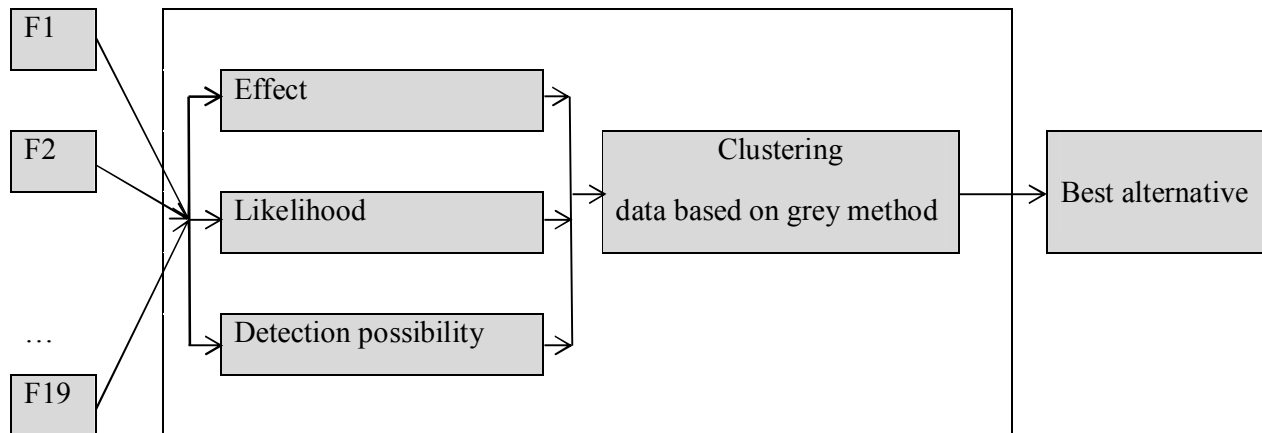 F1
F2
…
F19
Effect
Likelihood
Detection possibility
Clustering
data based on grey method
Best alternative